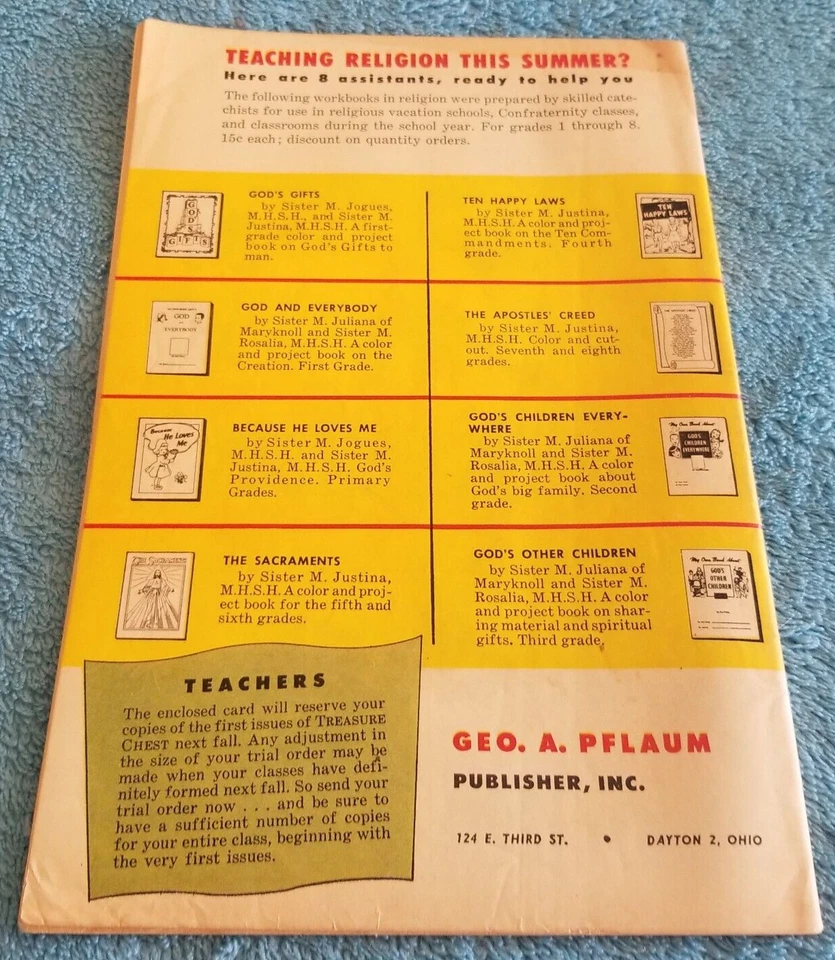 TEACHING RELIGION THIS SUMMER?
Here are 8 assistants, ready to help you
The following workbooks in religion were prepared by skilled cate-
chists for use in religious vacation schools, Confraternity classes,
and classrooms during the school year. For grades 1 through 8.
15c each; discount on quantity orders.
GOD'S GIFTS
GOD'S GIFTS
by Sister M. Jogues,
M.H.S.H., and Sister M.
Justina, M.H.S.H. A first-
grade color and project
book on God's Gifts to
man.
GOD
EVERYBODY
GOD AND EVERYBODY
by Sister M. Juliana of
Maryknoll and Sister M.
Rosalia, M.H.S.H. A color
and project book on the
Creation. First Grade.
Because
He Loves
Me
BECAUSE HE LOVES ME
by Sister M. Jogues,
M.H.S.H. and Sister M.
Justina, M.H.S.H. God's
Providence. Primary
Grades.
THE SACRAMENTS
THE SACRAMENTS
by Sister M. Justina,
M.H.S.H. A color and proj-
ect book for the fifth and
sixth grades.
TEN HAPPY LAWS
by Sister M. Justina,
M.H.S.H. A color and proj-
ect book on the Ten Com-
mandments. Fourth
grade.
TEN
HAPPY LAWS
THE APOSTLES' CREED
by Sister M. Justina,
M.H.S.H. Color and cut-
out. Seventh and eighth
grades.
THE APOSTLES CREED
GOD'S CHILDREN EVERY-
WHERE
by Sister M. Juliana of
Maryknoll and Sister M.
Rosalia, M.H.S.H. A color
and project book about
God's big family. Second
grade.
My Own Book About
GOD'S
CHILDREN
EVERYWHERE
GOD'S OTHER CHILDREN
by Sister M. Juliana of
Maryknoll and Sister M.
Rosalia, M.H.S.H. A color
and project book on shar-
ing material and spiritual
gifts. Third grade.
My Own Book About
GOD'S
OTHER
CHILDREN
TEACHERS
The enclosed card will reserve your
copies of the first issues of TREASURE
CHEST next fall. Any adjustment in
the size of your trial order may be
made when your classes have defi-
nitely formed next fall. So send your
trial order now . . . and be sure to
have a sufficient number of copies
for your entire class, beginning with
the very first issues.
GEO. A. PFLAUM
PUBLISHER, INC.
124 E. THIRD ST. • DAYTON 2, OHIO